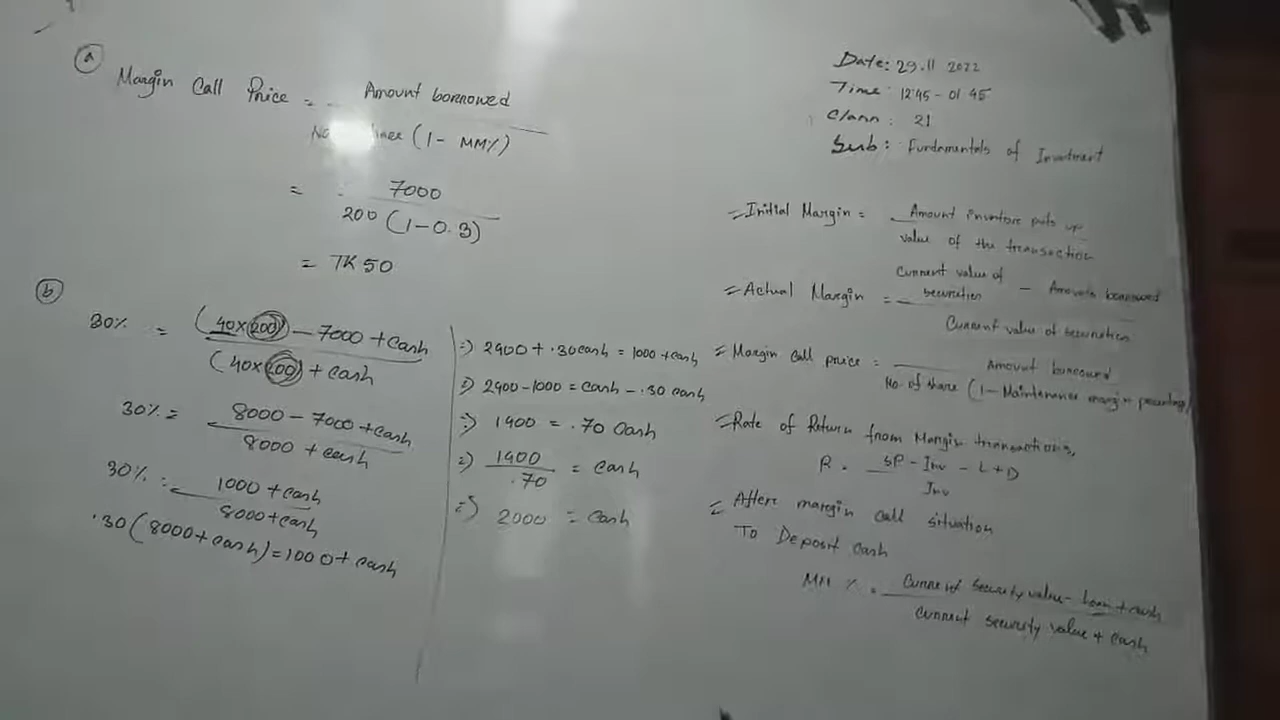 (a)
Margin Call Price = Amount borrowed
(1 - MM%)
= 7000
200 (1-0.3)
= TK 50
(b)
30% = (40×200) - 7000 + Cash
(40×200) + cash
30% = 8000 - 7000 + cash
8000 + cash
30% = 1000 + cash
8000 + cash
.30 (8000 + cash) = 1000 + cash
=) 2400 + .30 cash = 1000 + cash
=) 2400 - 1000 = cash - .30 cash
=) 1400 = .70 Cash
=) 1400 = cash
.70
=) 2000 = Cash
Date: 29.11 2022
Time: 12:45 - 01 45
Class: 21
Sub: Fundamentals of Investment
= Initial Margin = Amount investors puts up
value of the transaction
= Actual Margin = Current value of securities - Amount borrowed
Current value of securities
= Margin call price = Amount borrowed
No of share (1 - Maintenance margin percentage)
= Rate of Return from Margin transactions,
R = SP - Inv - L + D
Inv
= After margin call situation
To Deposit Cash
MM % = Current security value - Loan + cash
Current security value + Cash